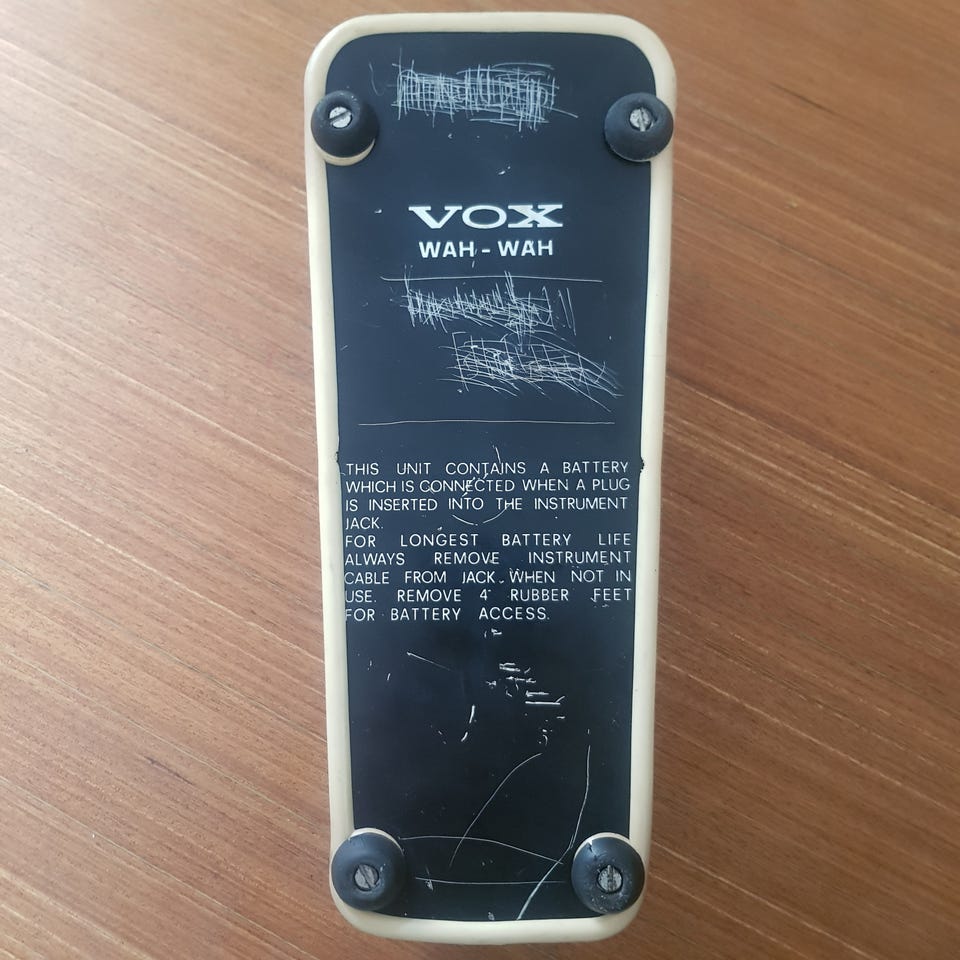 VOX
WAH - WAH
THIS UNIT CONTAINS A BATTERY
WHICH IS CONNECTED WHEN A PLUG
IS INSERTED INTO THE INSTRUMENT
JACK.
FOR LONGEST BATTERY LIFE
ALWAYS REMOVE INSTRUMENT
CABLE FROM JACK WHEN NOT IN
USE. REMOVE 4 RUBBER FEET
FOR BATTERY ACCESS.